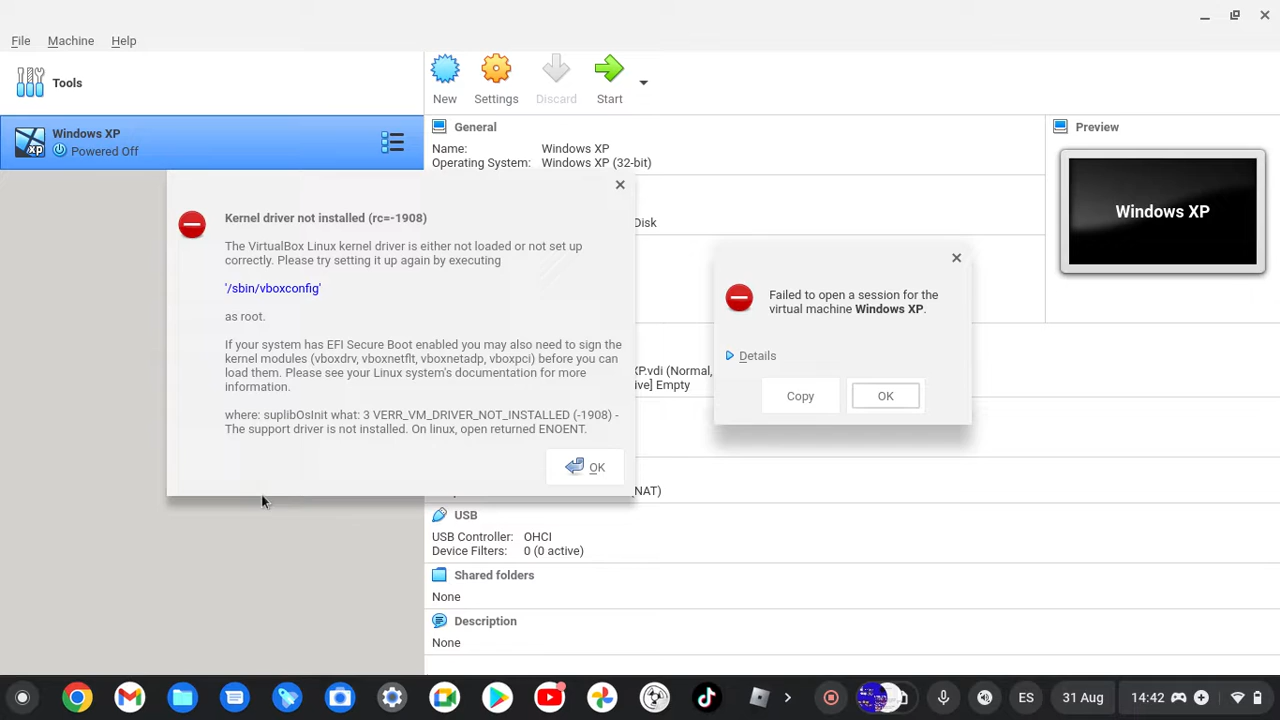 File Machine Help
Tools
New Settings Discard Start
Windows XP
Powered Off
xp
General
Name: Windows XP
Operating System: Windows XP (32-bit)
Preview
Windows XP
Disk
Kernel driver not installed (rc=-1908)
The VirtualBox Linux kernel driver is either not loaded or not set up
correctly. Please try setting it up again by executing
'/sbin/vboxconfig'
as root.
If your system has EFI Secure Boot enabled you may also need to sign the
kernel modules (vboxdrv, vboxnetflt, vboxnetadp, vboxpci) before you can
load them. Please see your Linux system's documentation for more
information.
where: suplibOsInit what: 3 VERR_VM_DRIVER_NOT_INSTALLED (-1908) -
The support driver is not installed. On linux, open returned ENOENT.
OK
Failed to open a session for the
virtual machine Windows XP.
Details
Copy OK
XP.vdi (Normal,
ive] Empty
(NAT)
USB
USB Controller: OHCI
Device Filters: 0 (0 active)
Shared folders
None
Description
None
ES 31 Aug 14:42